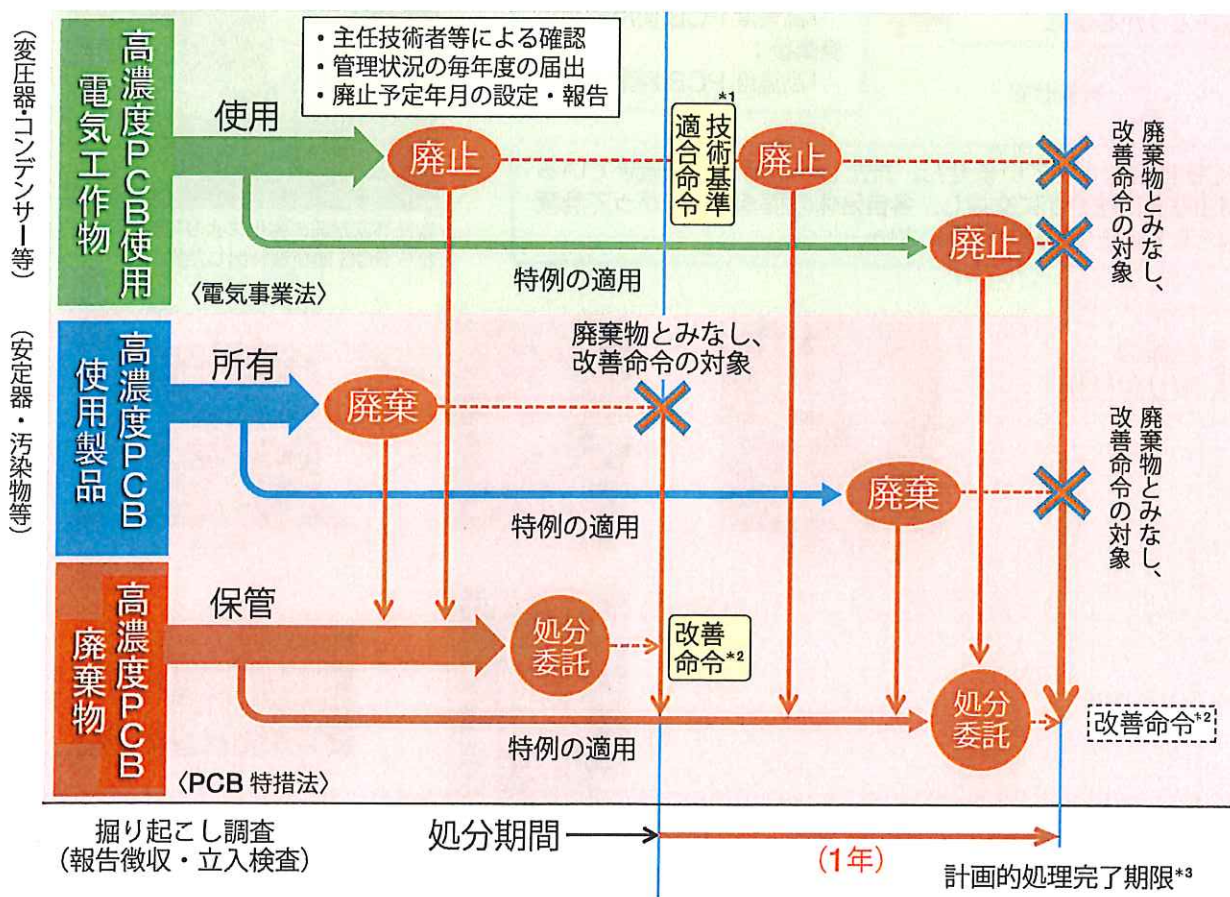 ・主任技術者等による確認
・管理状況の毎年度の届出
・廃止予定年月の設定・報告
高濃度PCB使用
電気工作物
(変圧器・コンデンサー等)
使用
廃止
*1
技術基準
適合命令
廃止
廃止
特例の適用
〈電気事業法〉
廃棄物とみなし、
改善命令の対象
高濃度PCB
使用製品
(安定器・汚染物等)
所有
廃棄
廃棄物とみなし、
改善命令の対象
廃棄
特例の適用
廃棄物とみなし、
改善命令の対象
高濃度PCB
廃棄物
保管
処分
委託
改善
命令*2
処分
委託
改善命令*2
特例の適用
〈PCB 特措法〉
掘り起こし調査
(報告徴収・立入検査)
処分期間
(1年)
計画的処理完了期限*3